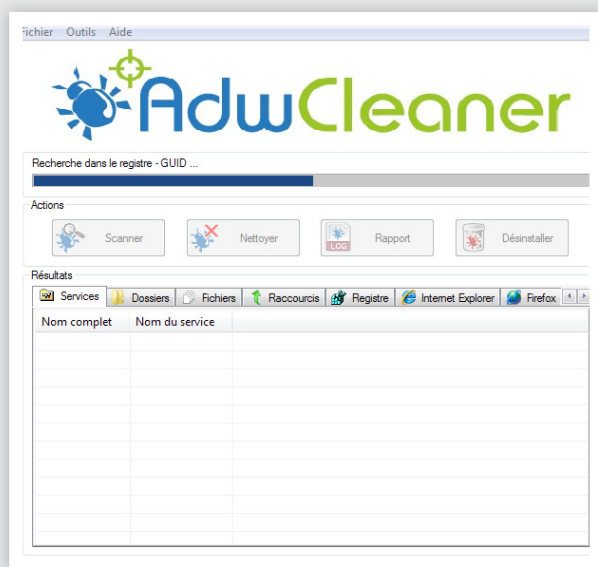 Fichier Outils Aide
AdwCleaner
Recherche dans le registre - GUID ...
Actions
Scanner Nettoyer LOG Rapport Désinstaller
Résultats
Services Dossiers Fichiers Raccourcis Registre Internet Explorer Firefox
Nom complet Nom du service